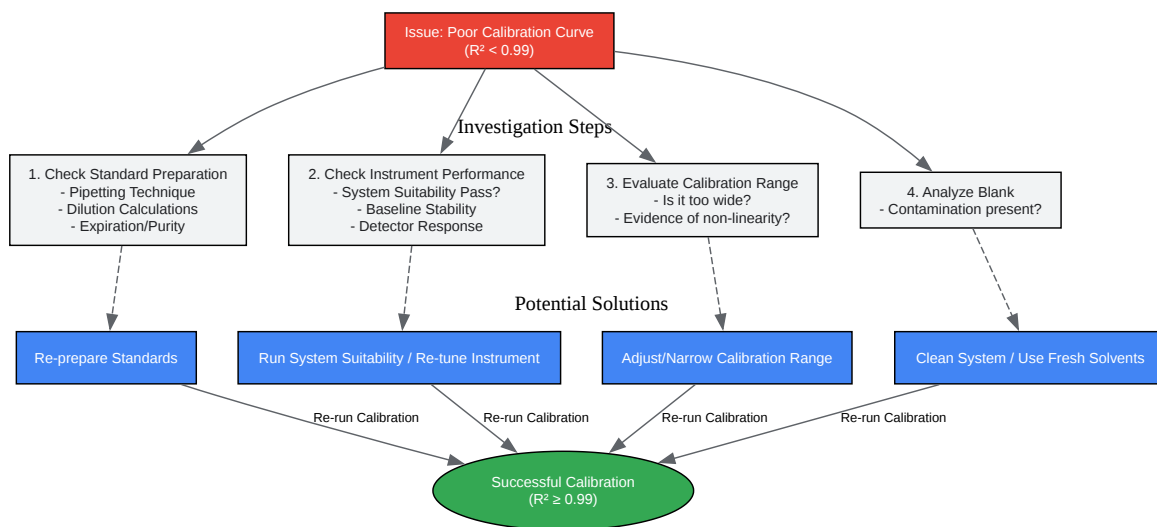 Issue: Poor Calibration Curve
(R² < 0.99)
Investigation Steps
1. Check Standard Preparation
- Pipetting Technique
- Dilution Calculations
- Expiration/Purity
2. Check Instrument Performance
- System Suitability Pass?
- Baseline Stability
- Detector Response
3. Evaluate Calibration Range
- Is it too wide?
- Evidence of non-linearity?
4. Analyze Blank
- Contamination present?
Potential Solutions
Re-prepare Standards
Run System Suitability / Re-tune Instrument
Adjust/Narrow Calibration Range
Clean System / Use Fresh Solvents
Re-run Calibration
Re-run Calibration
Re-run Calibration
Re-run Calibration
Successful Calibration
(R² ≥ 0.99)